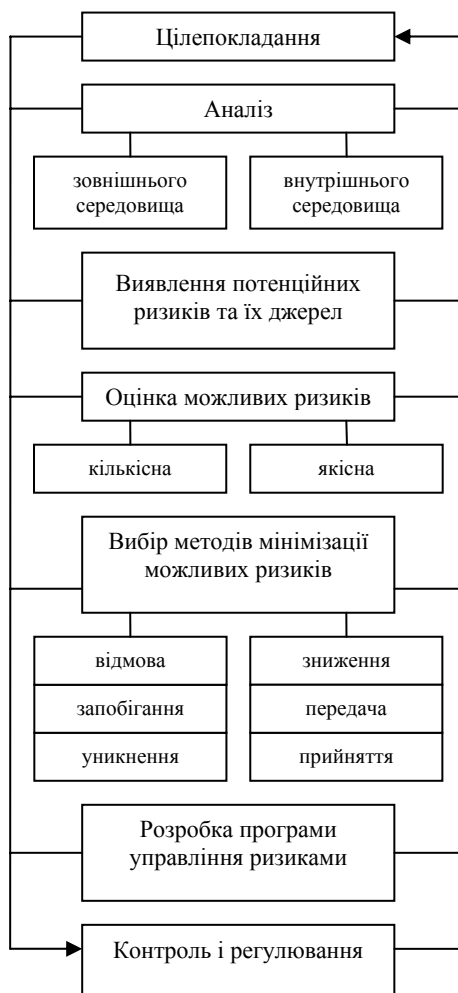 Цілепокладання
Аналіз
зовнішнього
середовища
внутрішнього
середовища
Виявлення потенційних
ризиків та їх джерел
Оцінка можливих ризиків
кількісна
якісна
Вибір методів мінімізації
можливих ризиків
відмова
запобігання
уникнення
зниження
передача
прийняття
Розробка програми
управління ризиками
Контроль і регулювання